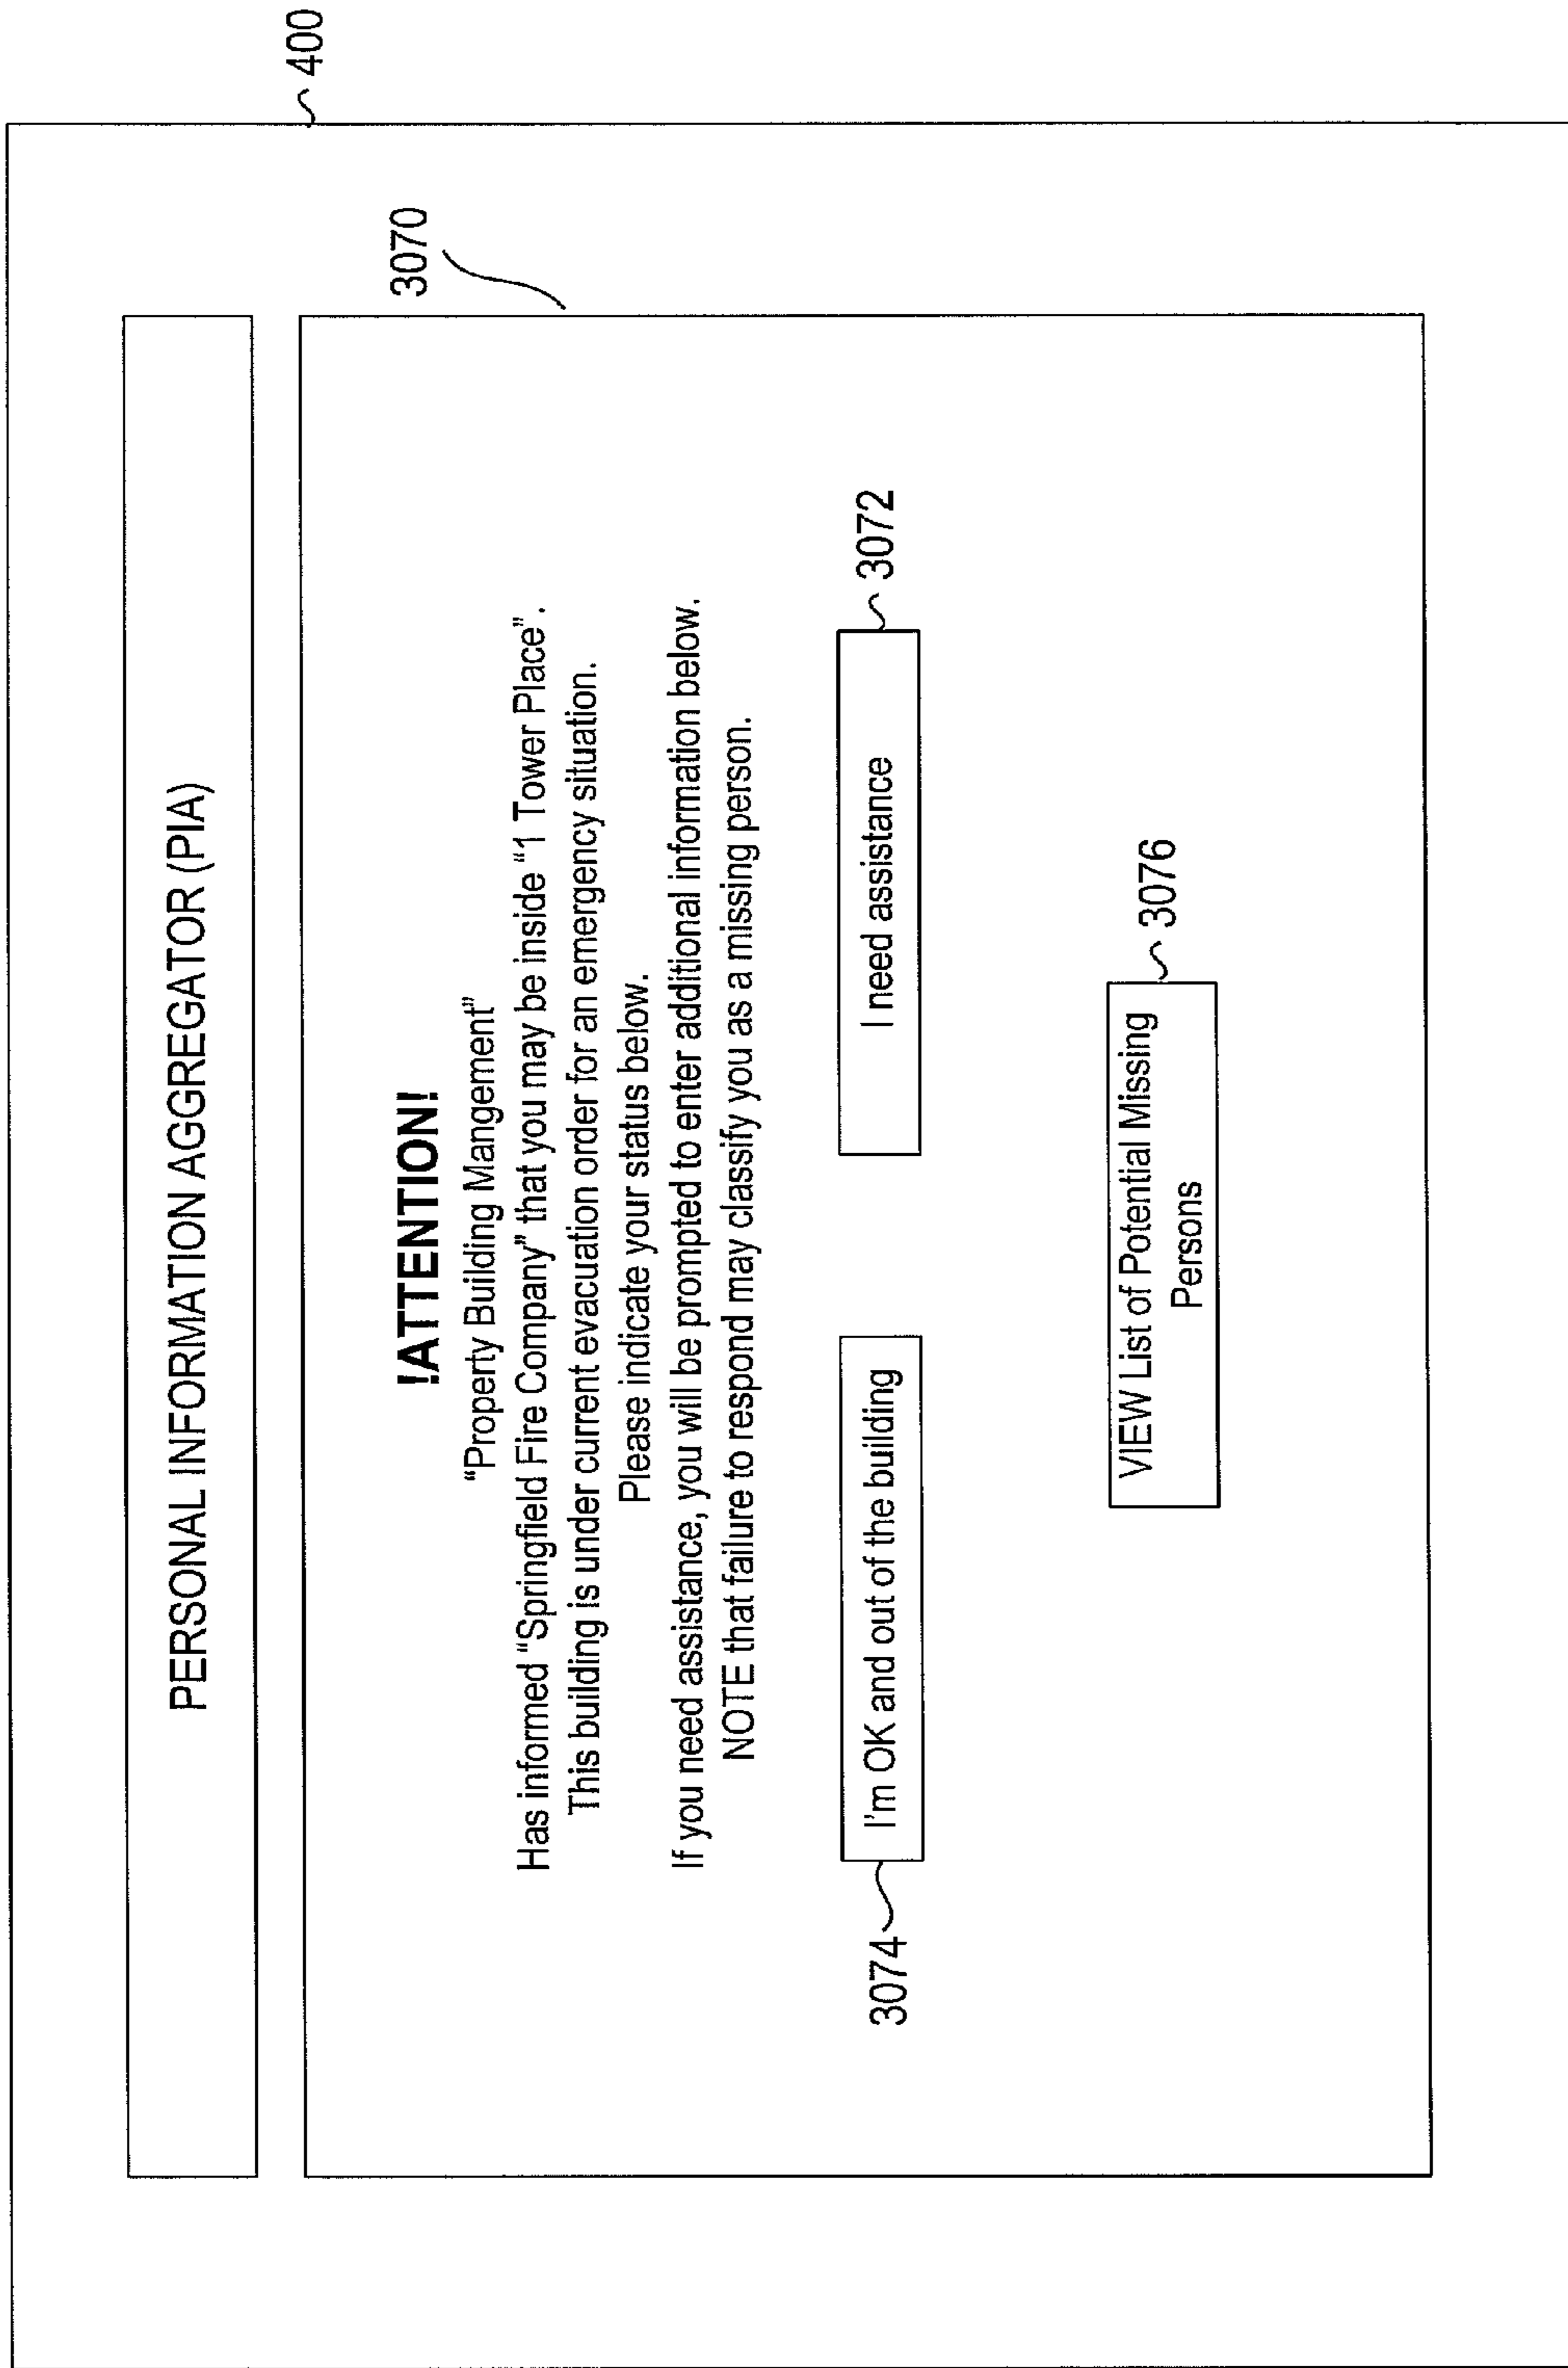 PERSONAL INFORMATION AGGREGATOR (PIA)
400
3070
!ATTENTION!
“Property Building Mangement”
Has informed “Springfield Fire Company” that you may be inside “1 Tower Place”.
This building is under current evacuation order for an emergency situation.
Please indicate your status below.
If you need assistance, you will be prompted to enter additional information below.
NOTE that failure to respond may classify you as a missing person.
3074
I'm OK and out of the building
I need assistance
3072
VIEW List of Potential Missing
Persons
3076